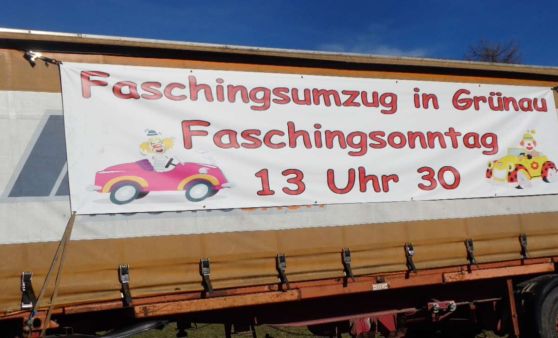 Faschingsumzug in Grünau
Faschingsonntag
13 Uhr 30